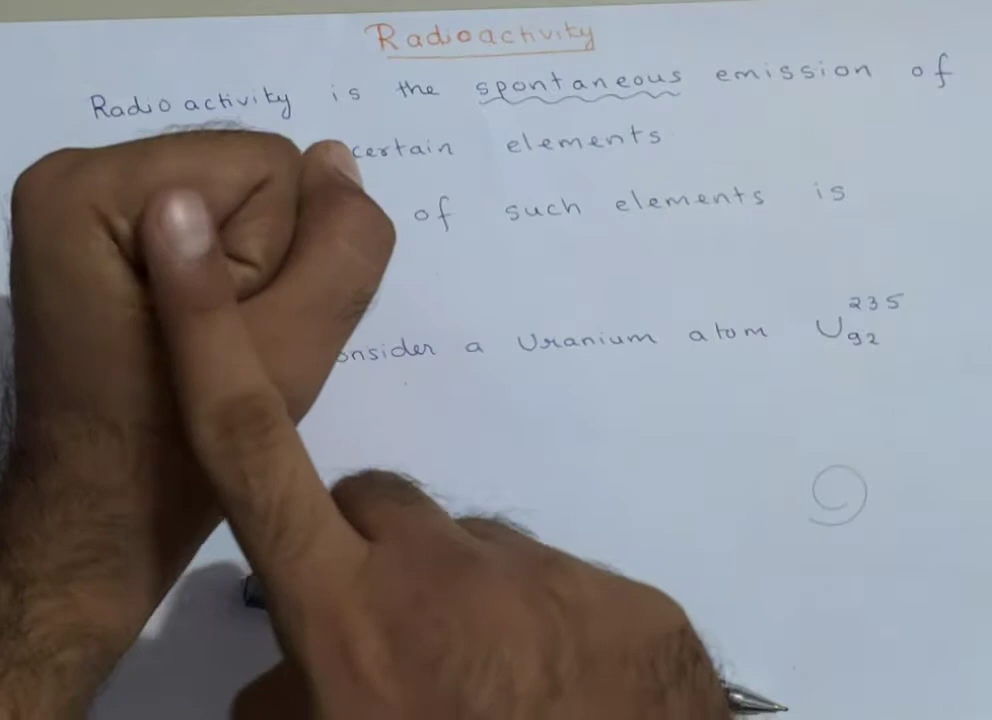 Radioactivity
Radioactivity is the spontaneous emission of
certain elements
of such elements is
onsider a Uranium atom U 235 92